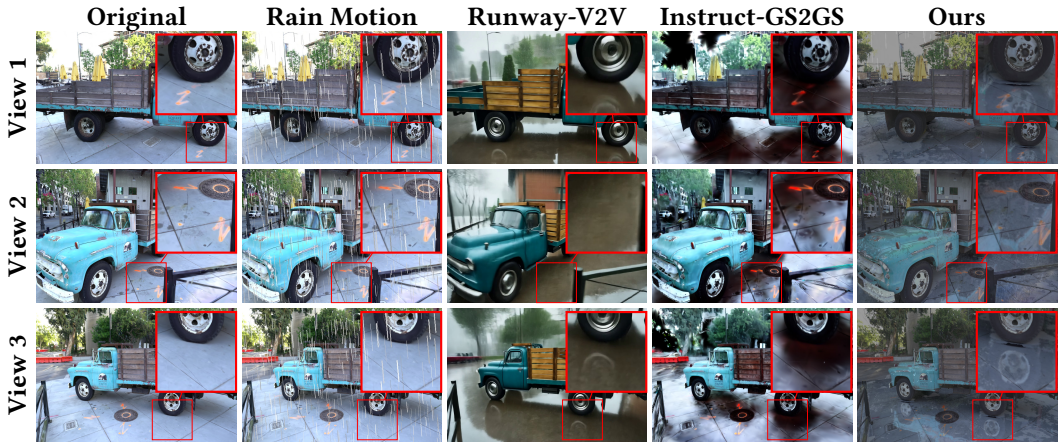 Original Rain Motion Runway-V2V Instruct-GS2GS Ours
View 1
View 2
View 3